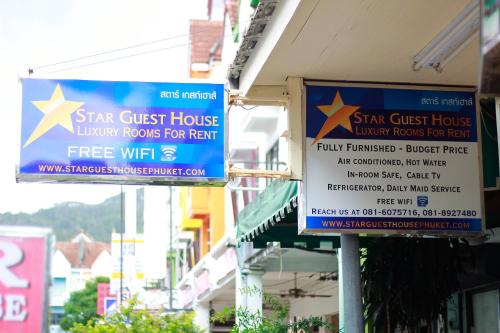 สตาร์ เกสท์เฮาส์
STAR GUEST HOUSE
LUXURY ROOMS FOR RENT
FREE WIFI
WWW.STARGUESTHOUSEPHUKET.COM
สตาร์ เกสท์เฮาส์
STAR GUEST HOUSE
LUXURY ROOMS FOR RENT
FULLY FURNISHED - BUDGET PRICE
AIR CONDITIONED, HOT WATER
IN-ROOM SAFE, CABLE TV
REFRIGERATOR, DAILY MAID SERVICE
FREE WIFI
REACH US AT 081-6075716, 081-8927480
WWW.STARGUESTHOUSEPHUKET.COM
R
SE